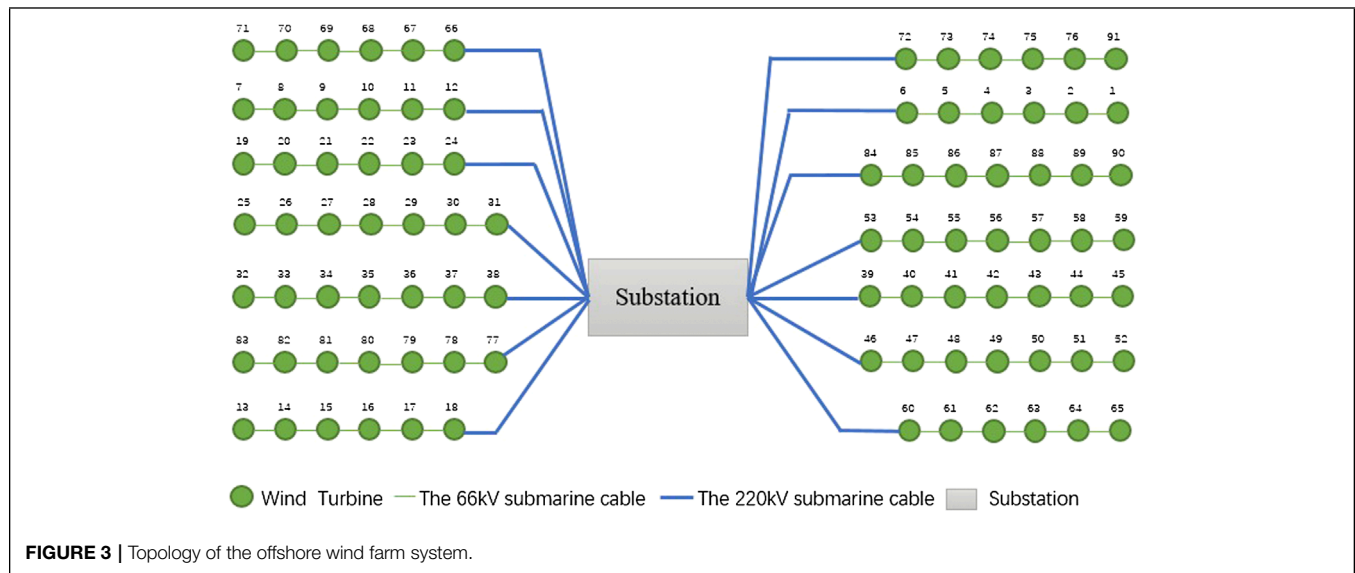 71 70 69 68 67 66
7 8 9 10 11 12
19 20 21 22 23 24
25 26 27 28 29 30 31
32 33 34 35 36 37 38
83 82 81 80 79 78 77
13 14 15 16 17 18
Substation
72 73 74 75 76 91
6 5 4 3 2 1
84 85 86 87 88 89 90
53 54 55 56 57 58 59
39 40 41 42 43 44 45
46 47 48 49 50 51 52
60 61 62 63 64 65
Wind Turbine The 66kV submarine cable The 220kV submarine cable Substation
FIGURE 3 | Topology of the offshore wind farm system.